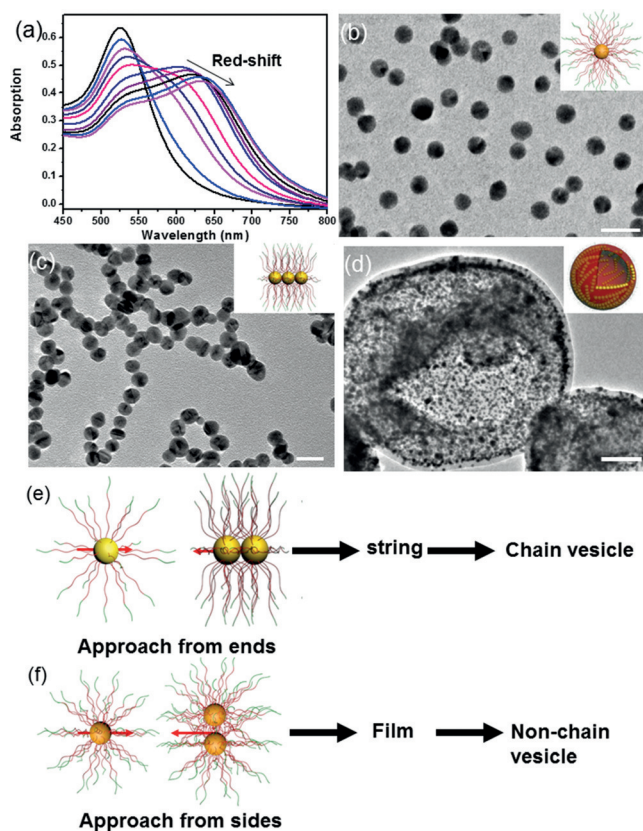 (a)
Red-shift
Absorption
0.6
0.5
0.4
0.3
0.2
0.1
0.0
450 500 550 600 650 700 750 800
Wavelength (nm)
(b)
(c)
(d)
(e)
string
Chain vesicle
Approach from ends
(f)
Film
Non-chain
vesicle
Approach from sides